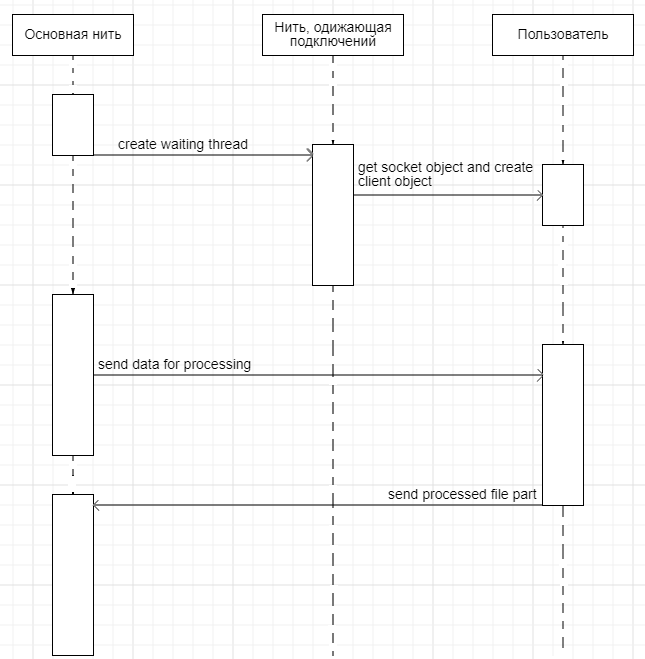 Основная нить
Нить, одижающая
подключений
Пользователь
create waiting thread
get socket object and create
client object
send data for processing
send processed file part